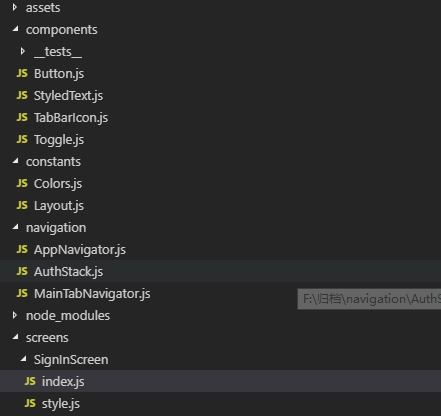 assets
components
__tests__
JS Button.js
JS StyledText.js
JS TabBarIcon.js
JS Toggle.js
constants
JS Colors.js
JS Layout.js
navigation
JS AppNavigator.js
JS AuthStack.js
JS MainTabNavigator.js
F:\归档\navigation\AuthS
node_modules
screens
SignInScreen
JS index.js
JS style.js